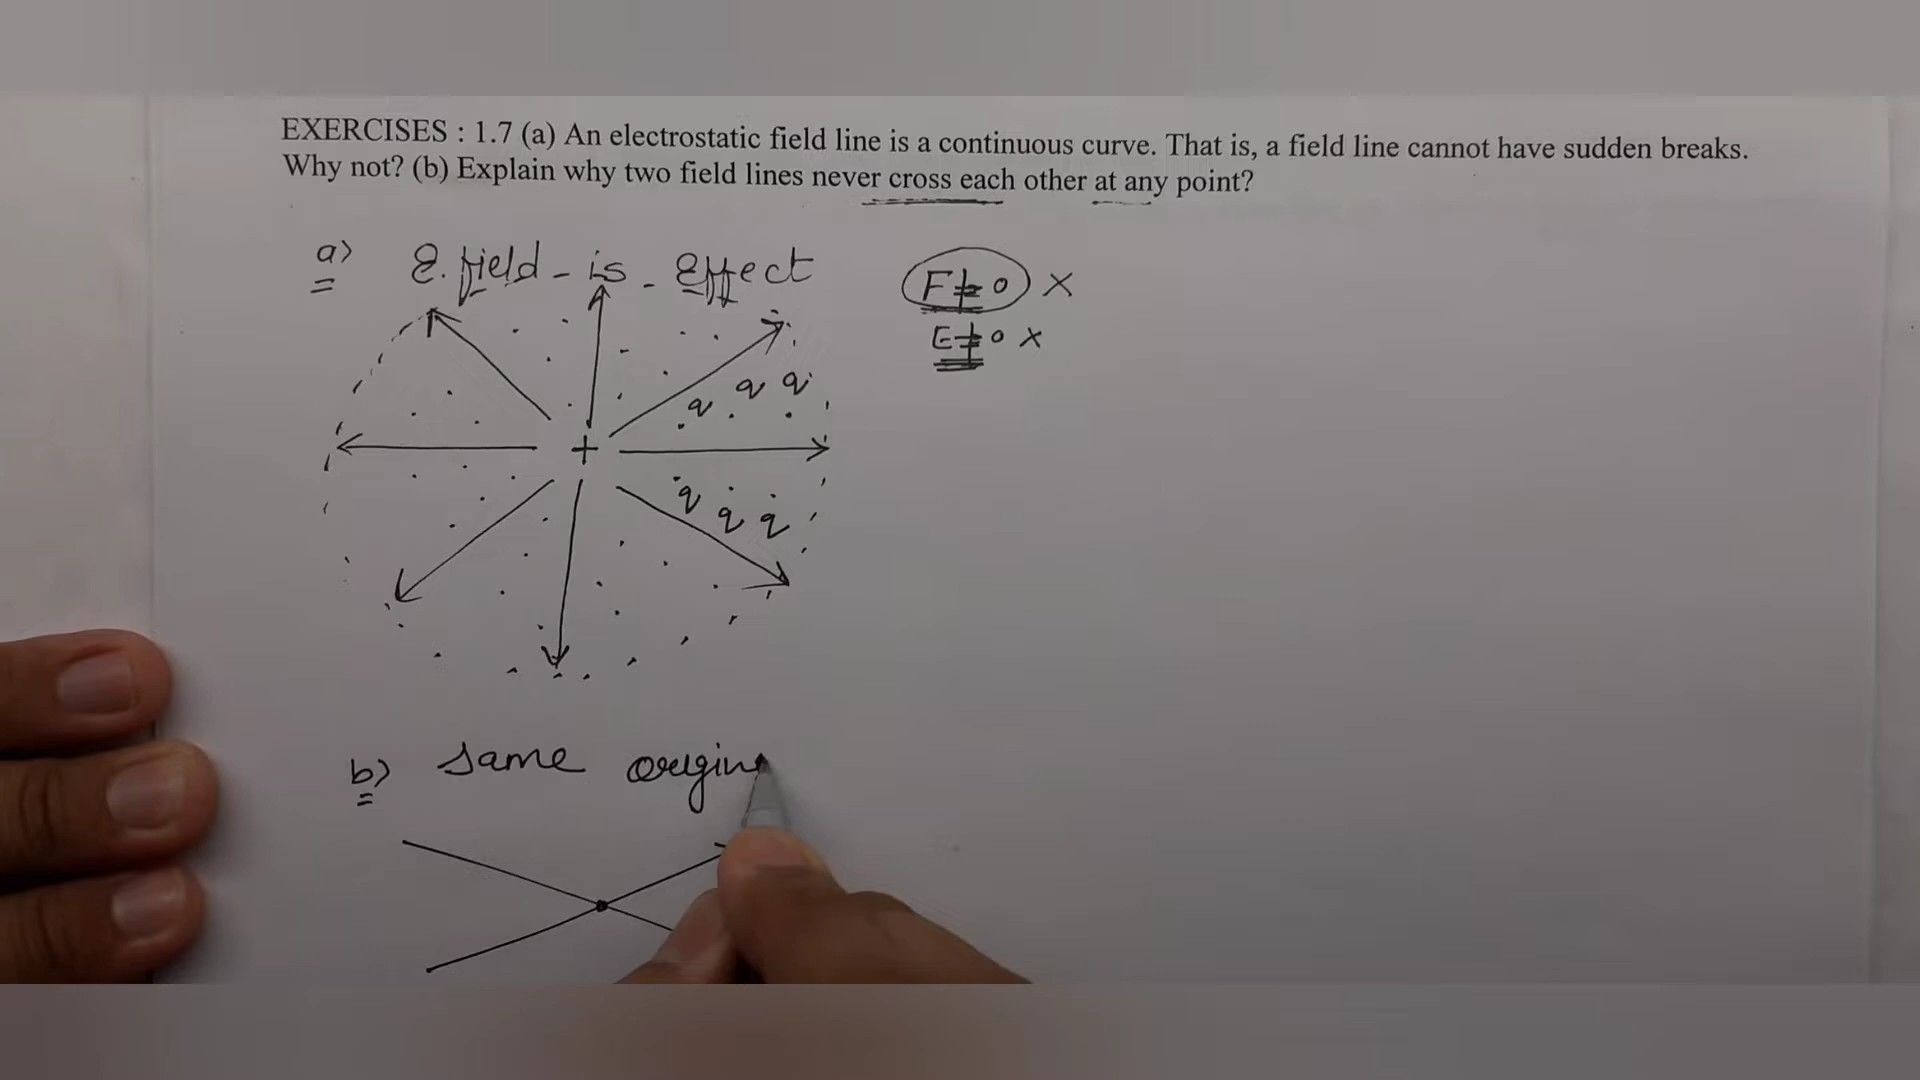 EXERCISES : 1.7 (a) An electrostatic field line is a continuous curve. That is, a field line cannot have sudden breaks.
Why not? (b) Explain why two field lines never cross each other at any point?
a) E. field - is - Effect
F ≠ 0 ×
E ≠ 0 ×
q q q
+
q q q
b) Same origin